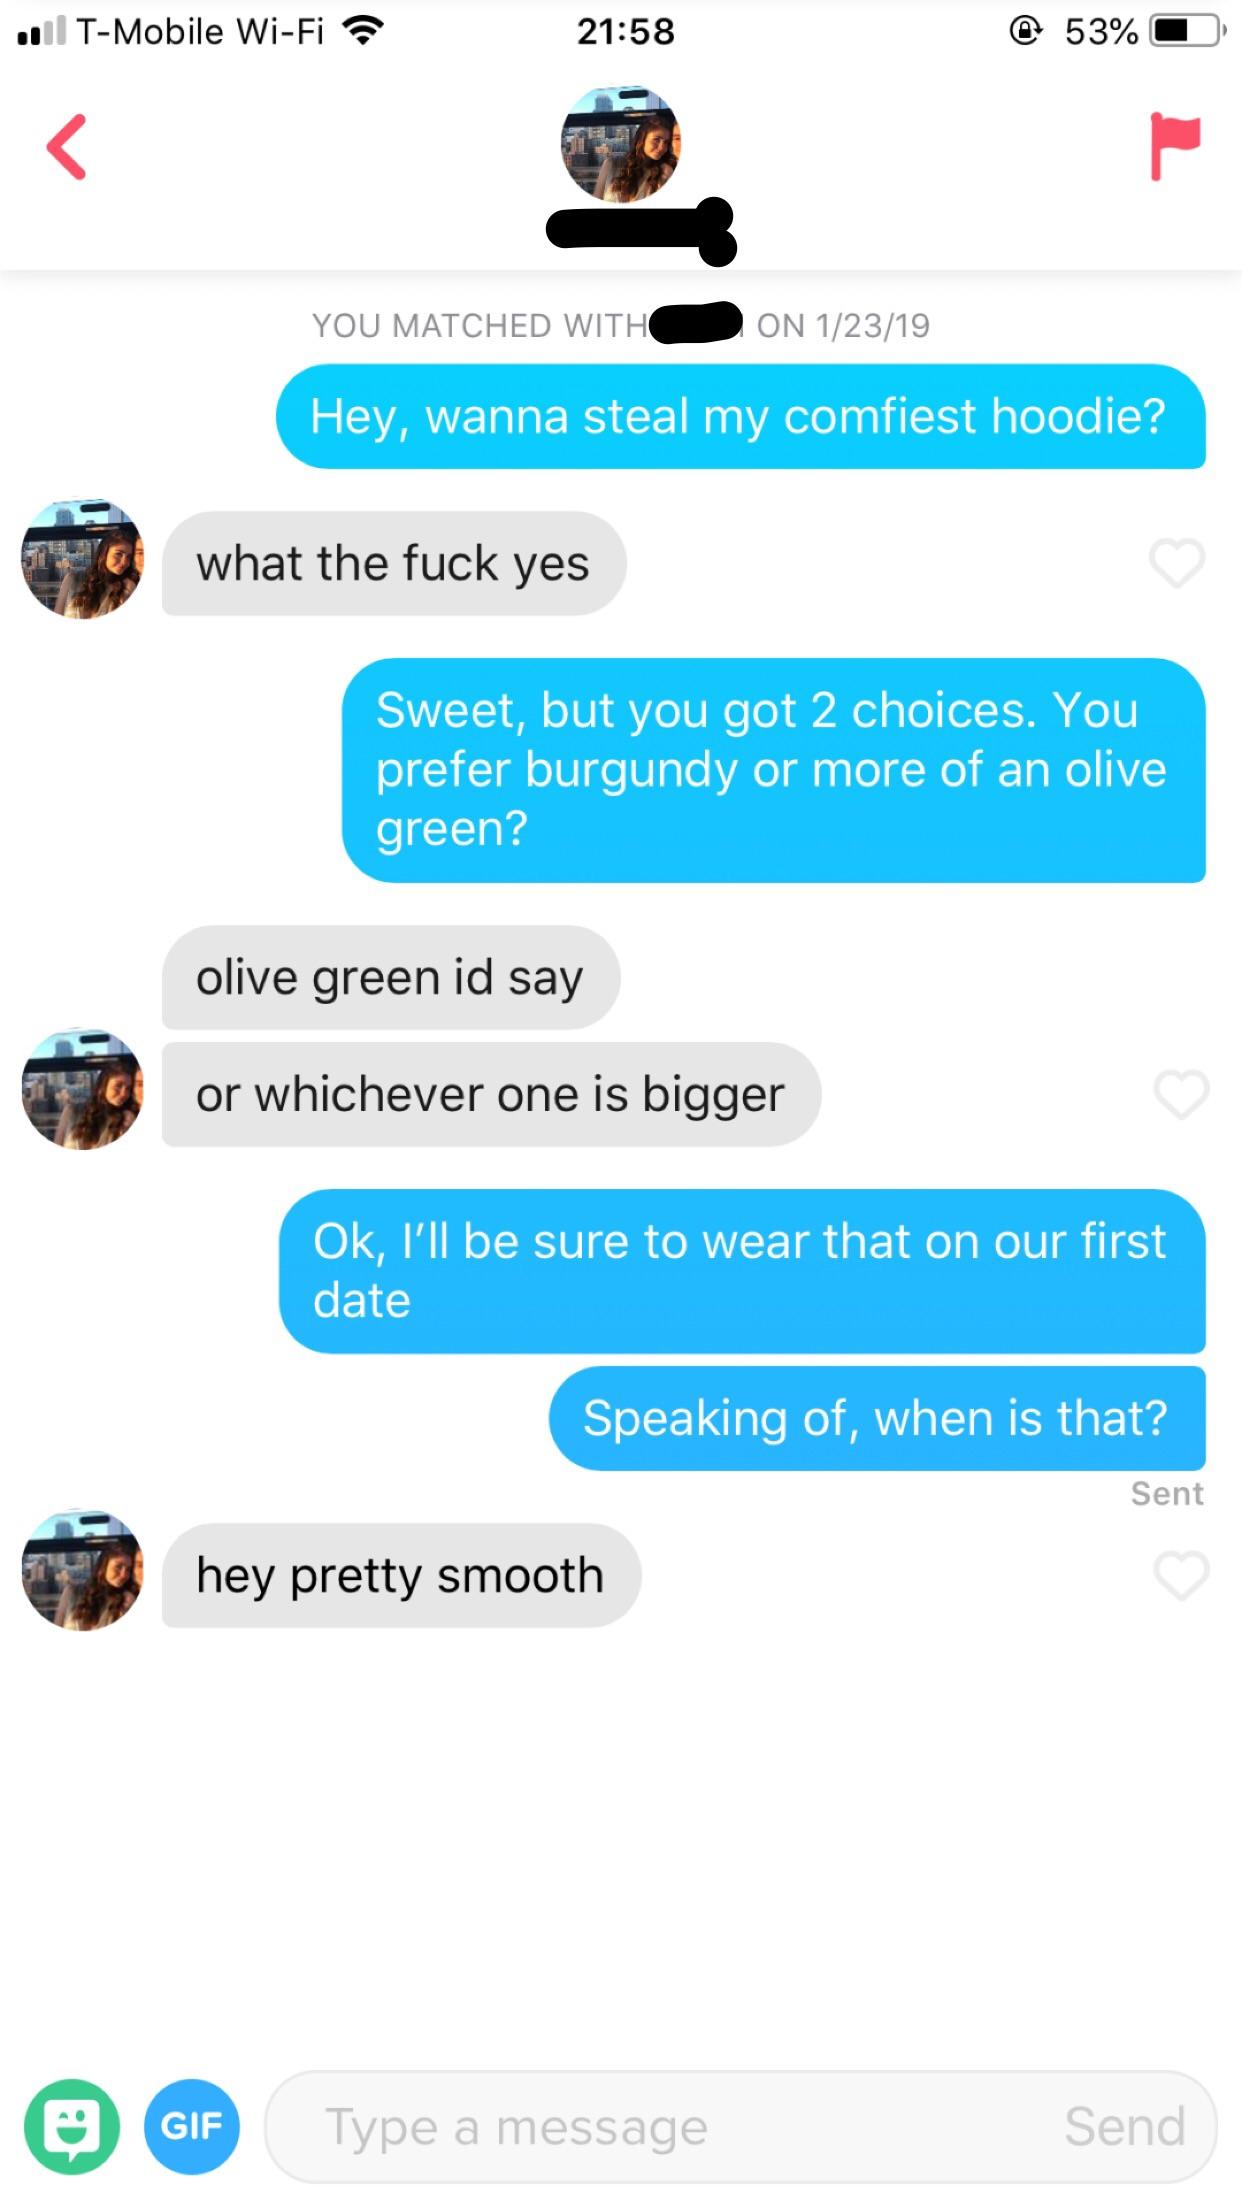 T-Mobile Wi-Fi 21:58 53%
YOU MATCHED WITH ON 1/23/19
Hey, wanna steal my comfiest hoodie?
what the fuck yes
Sweet, but you got 2 choices. You
prefer burgundy or more of an olive
green?
olive green id say
or whichever one is bigger
Ok, I'll be sure to wear that on our first
date
Speaking of, when is that?
Sent
hey pretty smooth
GIF Type a message Send